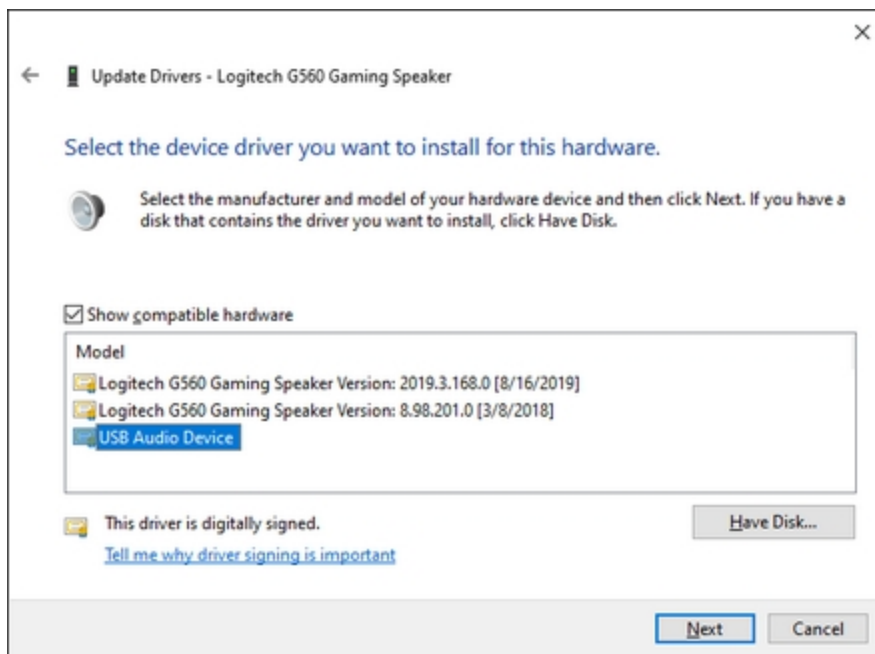 Update Drivers - Logitech G560 Gaming Speaker
Select the device driver you want to install for this hardware.
Select the manufacturer and model of your hardware device and then click Next. If you have a
disk that contains the driver you want to install, click Have Disk.
Show compatible hardware
Model
Logitech G560 Gaming Speaker Version: 2019.3.168.0 [8/16/2019]
Logitech G560 Gaming Speaker Version: 8.98.201.0 [3/8/2018]
USB Audio Device
This driver is digitally signed.
Have Disk...
Tell me why driver signing is important
Next
Cancel